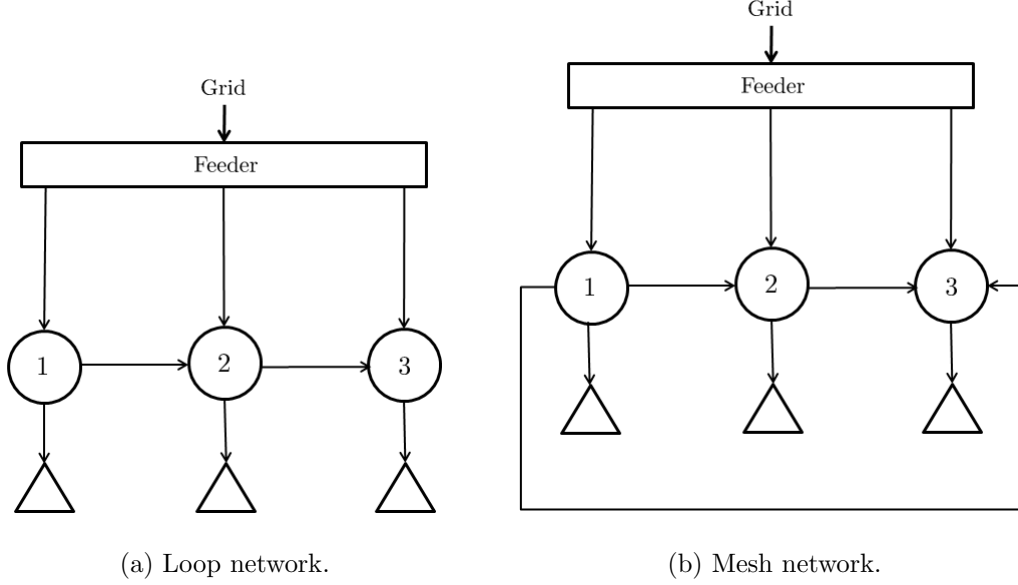 Grid
Feeder
1
2
3
(a) Loop network.
Grid
Feeder
1
2
3
(b) Mesh network.